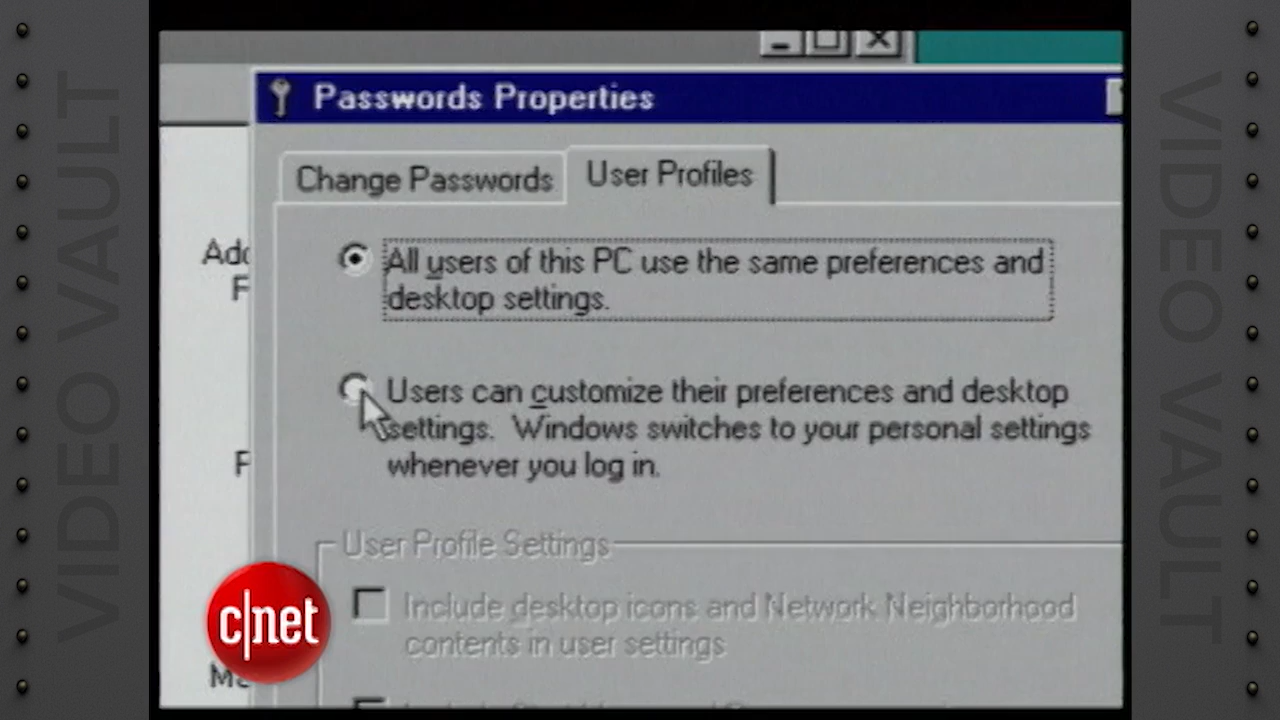 VIDEO VAULT
Passwords Properties
Change Passwords
User Profiles
All users of this PC use the same preferences and
desktop settings.
Users can customize their preferences and desktop
settings. Windows switches to your personal settings
whenever you log in.
User Profile Settings
Include desktop icons and Network Neighborhood
contents in user settings
c|net
VIDEO VAULT